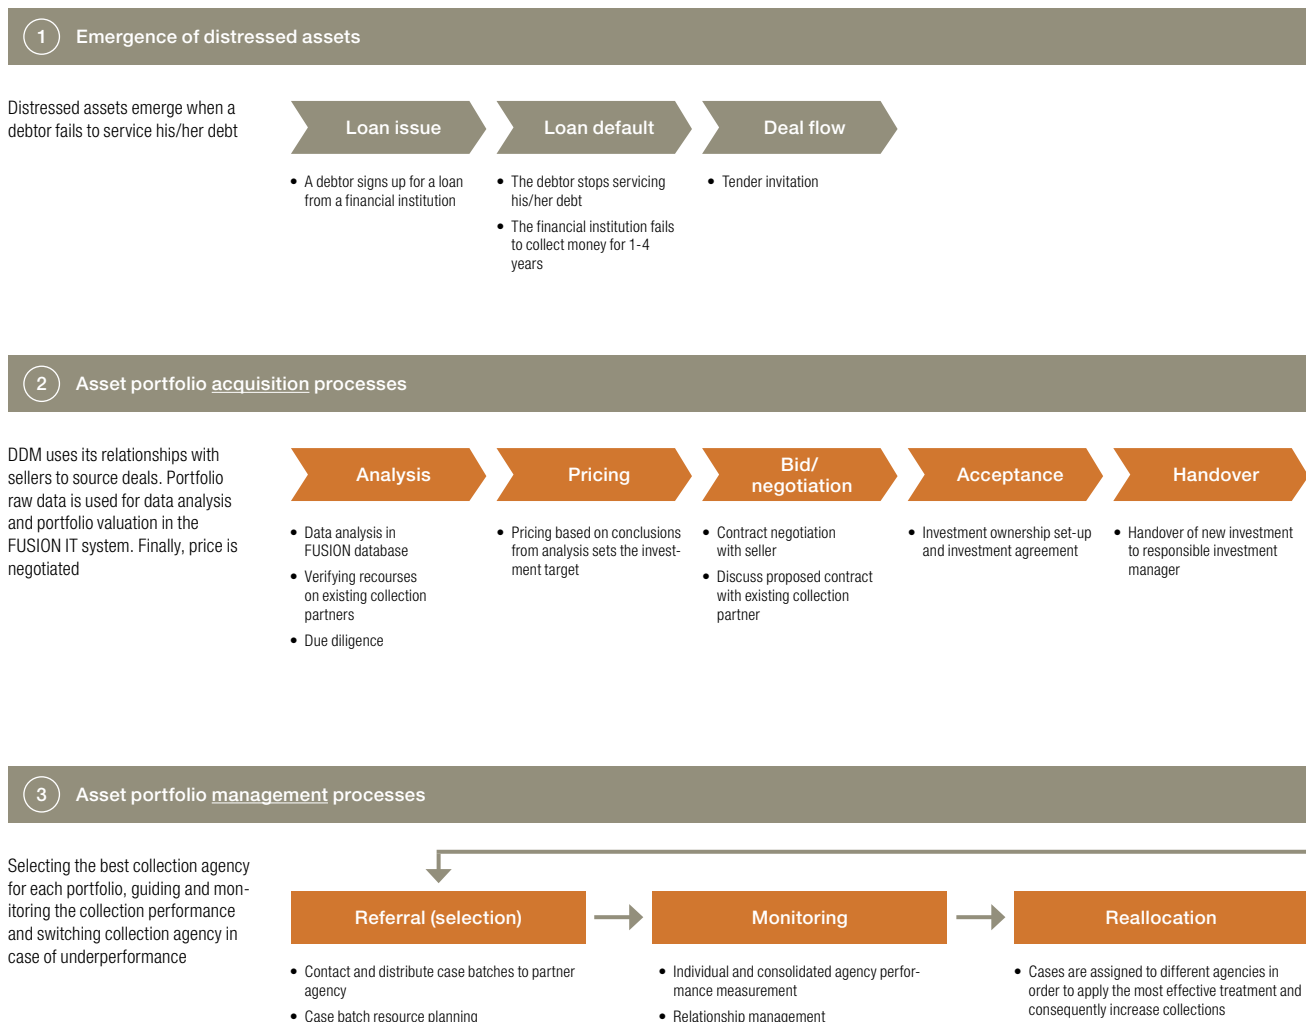 1 Emergence of distressed assets
Distressed assets emerge when a
debtor fails to service his/her debt
Loan issue
• A debtor signs up for a loan
from a financial institution
Loan default
• The debtor stops servicing
his/her debt
• The financial institution fails
to collect money for 1-4
years
Deal flow
• Tender invitation
2 Asset portfolio acquisition processes
DDM uses its relationships with
sellers to source deals. Portfolio
raw data is used for data analysis
and portfolio valuation in the
FUSION IT system. Finally, price is
negotiated
Analysis
• Data analysis in
FUSION database
• Verifying recourses
on existing collection
partners
• Due diligence
Pricing
• Pricing based on conclusions
from analysis sets the invest-
ment target
Bid/
negotiation
• Contract negotiation
with seller
• Discuss proposed contract
with existing collection
partner
Acceptance
• Investment ownership set-up
and investment agreement
Handover
• Handover of new investment
to responsible investment
manager
3 Asset portfolio management processes
Selecting the best collection agency
for each portfolio, guiding and mon-
itoring the collection performance
and switching collection agency in
case of underperformance
Referral (selection)
• Contact and distribute case batches to partner
agency
• Case batch resource planning
Monitoring
• Individual and consolidated agency perfor-
mance measurement
• Relationship management
Reallocation
• Cases are assigned to different agencies in
order to apply the most effective treatment and
consequently increase collections